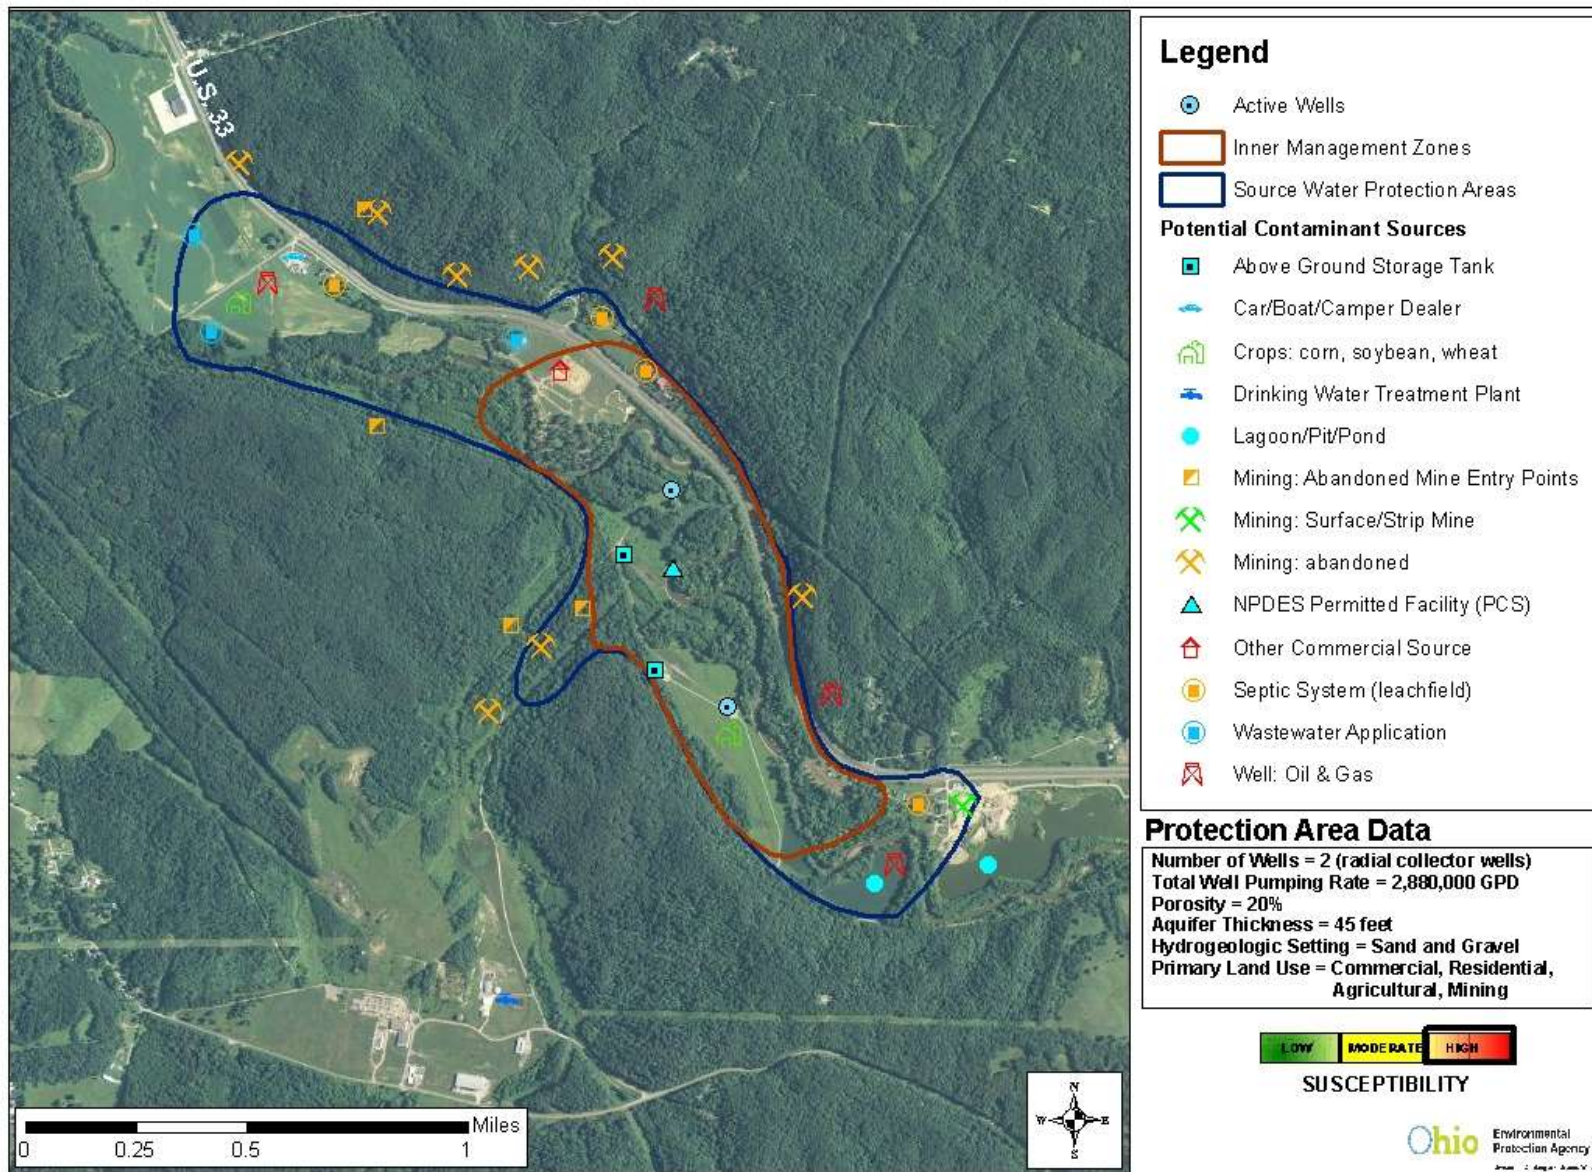 U.S. 33
Legend
Active Wells
Inner Management Zones
Source Water Protection Areas
Potential Contaminant Sources
Above Ground Storage Tank
Car/Boat/Camper Dealer
Crops: corn, soybean, wheat
Drinking Water Treatment Plant
Lagoon/Pit/Pond
Mining: Abandoned Mine Entry Points
Mining: Surface/Strip Mine
Mining: abandoned
NPDES Permitted Facility (PCS)
Other Commercial Source
Septic System (leachfield)
Wastewater Application
Well: Oil & Gas
Protection Area Data
Number of Wells = 2 (radial collector wells)
Total Well Pumping Rate = 2,880,000 GPD
Porosity = 20%
Aquifer Thickness = 45 feet
Hydrogeologic Setting = Sand and Gravel
Primary Land Use = Commercial, Residential,
Agricultural, Mining
LOW MODERATE HIGH
SUSCEPTIBILITY
N
W E
S
Miles
0 0.25 0.5 1
Ohio Environmental
Protection Agency